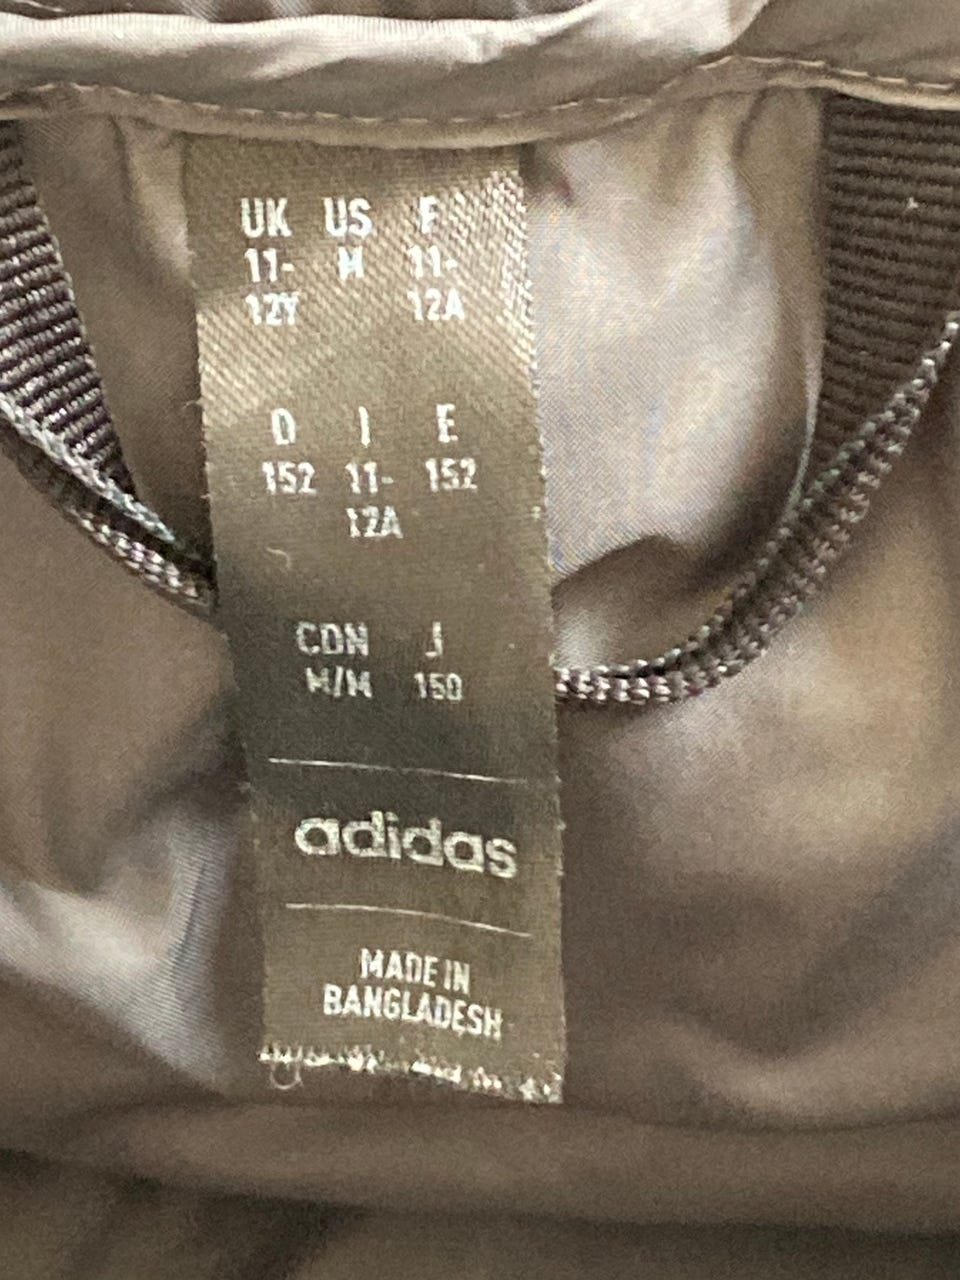 UK US F
11- M 11-
12Y 12A
D I E
152 11- 152
12A
CDN J
M/M 150
adidas
MADE IN
BANGLADESH